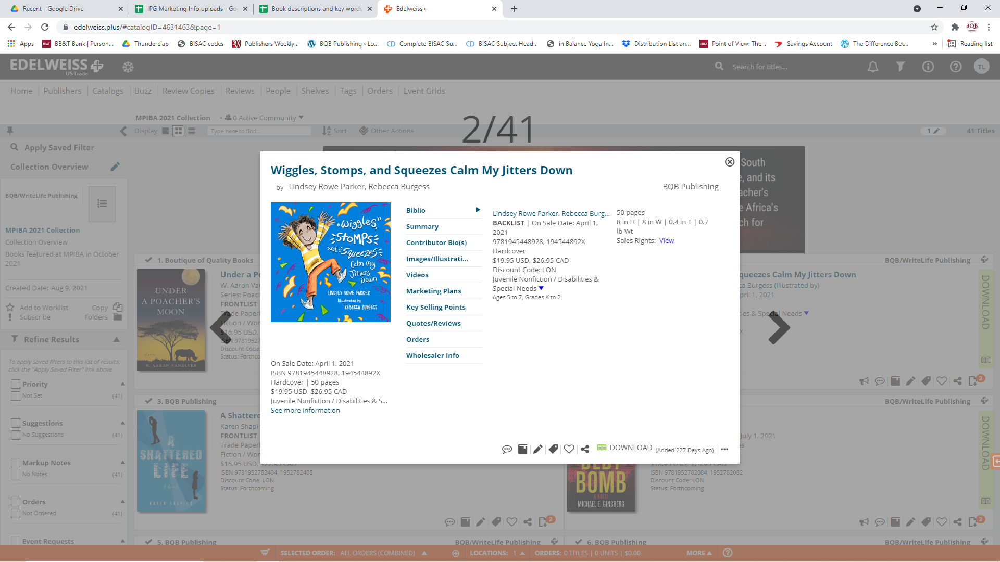 Recent - Google Drive
IPG Marketing Info uploads - Goo
Book descriptions and key words
Edelweiss+
edelweiss.plus/#catalogID=4631463&page=1
BQB
Apps
BB&T Bank | Person...
Thunderclap
BISAC codes
Publishers Weekly...
BQB Publishing › Lo...
Complete BISAC Su...
BISAC Subject Head...
in Balance Yoga In...
Distribution List an...
Point of View: The...
Savings Account
The Difference Bet...
»
Reading list
EDELWEISS
US Trade
Search for titles...
TL
Home
Publishers
Catalogs
Buzz
Review Copies
Reviews
People
Shelves
Tags
Orders
Event Grids
MPIBA 2021 Collection
• 0 Active Community
2/41
Display
Type here to find...
Sort
Other Actions
1
41 Titles
Apply Saved Filter
Collection Overview
BQB/WriteLife Publishing
MPIBA 2021 Collection
Collection Overview
Books featured at MPIBA in October
2021
Created Date: Aug 9, 2021
Add to Worklist
Copy
Subscribe
Folders
Refine Results
To apply saved filters to this list of results,
click the "Apply Saved Filter" link above
Priority
Not Set (41)
Suggestions
No Suggestions (41)
Markup Notes
No Notes (41)
Orders
Not Ordered (41)
Event Requests
South
e, and its
acher's
e Africa's
ch for
1. Boutique of Quality Books
UNDER
A POACHER'S
MOON
W. AARON VANDIVER
Under a Po
W. Aaron Van
Series: Poach
FRONTLIST
Trade Paperb
Fiction / Wom
$16.95 USD,
ISBN 9781952
Discount Code:
Status: Forthco
Wiggles, Stomps, and Squeezes Calm My Jitters Down
by Lindsey Rowe Parker, Rebecca Burgess
BQB Publishing
"Wiggles,
STOMPS
and Squeezes
Calm my
Jitters
Down
LINDSEY ROWE PARKER
Illustrated by
REBECCA BURGESS
On Sale Date: April 1, 2021
ISBN 9781945448928, 194544892X
Hardcover | 50 pages
$19.95 USD, $26.95 CAD
Juvenile Nonfiction / Disabilities & S...
See more information
Biblio
Summary
Contributor Bio(s)
Images/Illustrati...
Videos
Marketing Plans
Key Selling Points
Quotes/Reviews
Orders
Wholesaler Info
Lindsey Rowe Parker, Rebecca Burg...
BACKLIST | On Sale Date: April 1,
2021
9781945448928, 194544892X
Hardcover
$19.95 USD, $26.95 CAD
Discount Code: LON
Juvenile Nonfiction / Disabilities &
Special Needs
Ages 5 to 7, Grades K to 2
50 pages
8 in H | 8 in W | 0.4 in T | 0.7
lb Wt
Sales Rights: View
DOWNLOAD (Added 227 Days Ago)
BQB/WriteLife Publishing
queezes Calm My Jitters Down
ca Burgess (Illustrated by)
pril 1, 2021
ties & Special Needs
X
DOWNLOAD
2
3. BQB Publishing
A
SHATTERED
LIFE
A Novel
KAREN SHAPIRO
A Shattere
Karen Shapir
FRONTLIST
Trade Paperb
Fiction / Wom
$16.95 USD, $22.95 CAD
ISBN 9781952782404, 1952782406
Discount Code: LON
Status: Forthcoming
2
BQB/WriteLife Publishing
July 1, 2021
es
$18.95 USD, $24.95 CAD
ISBN 9781952782084, 1952782082
Discount Code: LON
Status: Forthcoming
BOMB
A NOVEL
MICHAEL E. GINSBERG
DOWNLOAD
2
5. BQB Publishing
BQB/WriteLife Publishing
6. BQB Publishing
BQB/WriteLife Publishing
SELECTED ORDER: ALL ORDERS (COMBINED)
LOCATIONS: 1
ORDERS: 0 TITLES | 0 UNITS | $0.00
MORE